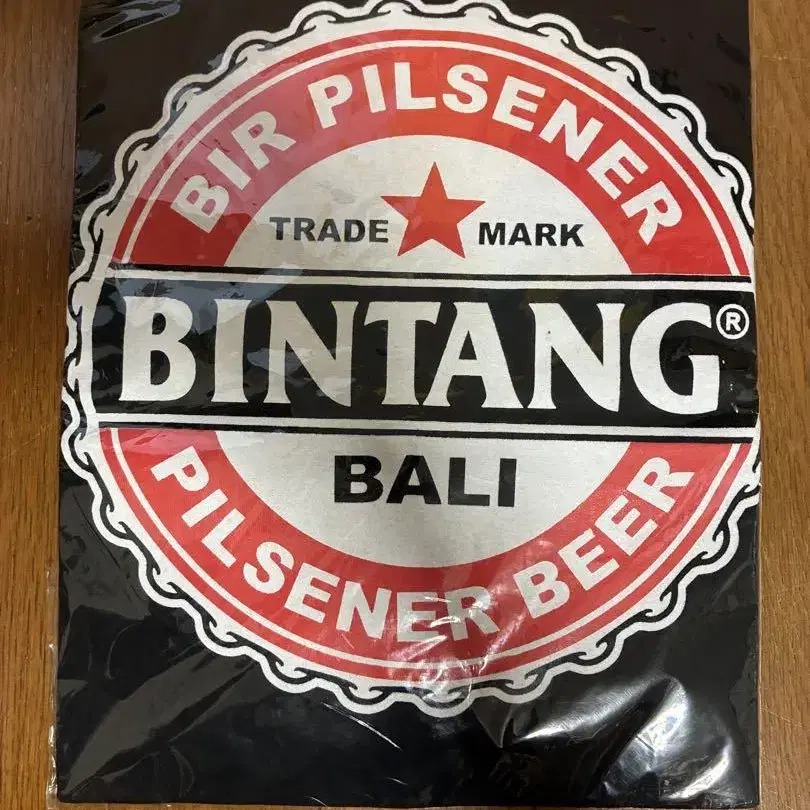 BIR PILSENER
TRADE MARK
BINTANG®
BALI
PILSENER BEER